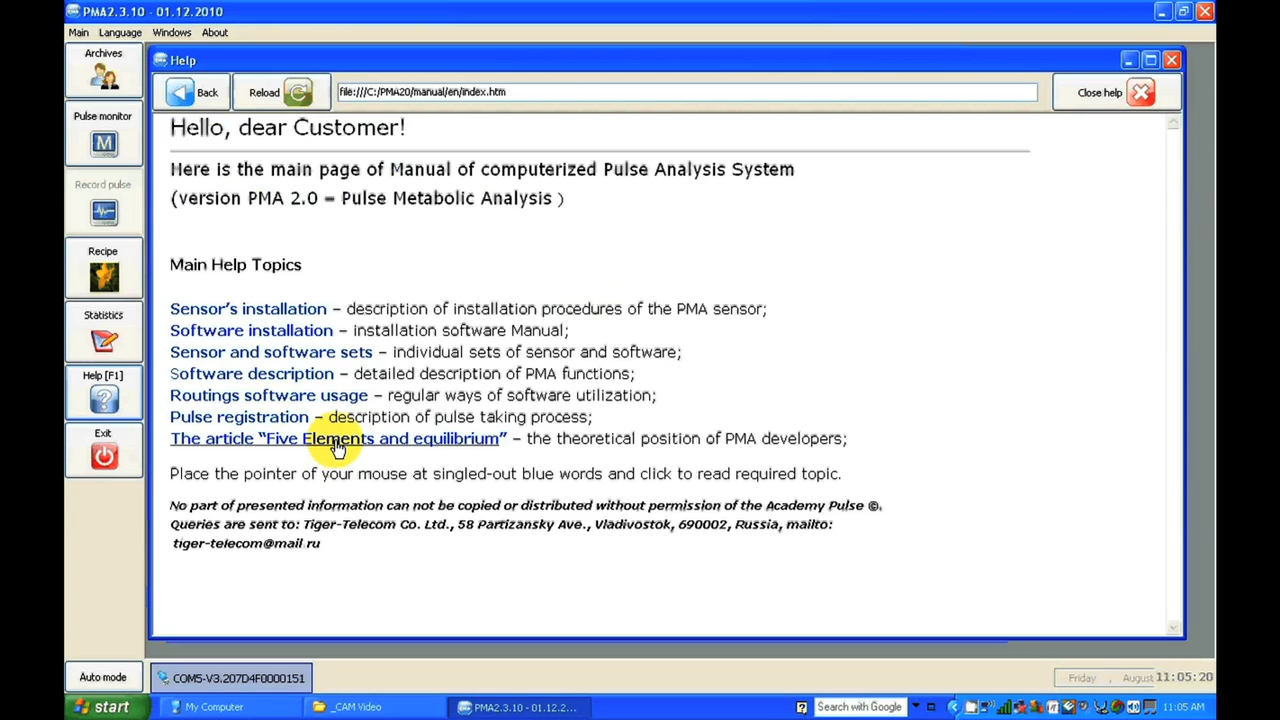 PMA2.3.10 - 01.12.2010
Main Language Windows About
Archives
Pulse monitor
Record pulse
Recipe
Statistics
Help [F1]
Exit
Help
Back
Reload
file:///C:/PMA20/manual/en/index.htm
Close help
Hello, dear Customer!
Here is the main page of Manual of computerized Pulse Analysis System
(version PMA 2.0 = Pulse Metabolic Analysis )
Main Help Topics
Sensor's installation – description of installation procedures of the PMA sensor;
Software installation – installation software Manual;
Sensor and software sets – individual sets of sensor and software;
Software description – detailed description of PMA functions;
Routings software usage – regular ways of software utilization;
Pulse registration – description of pulse taking process;
The article "Five Elements and equilibrium" – the theoretical position of PMA developers;
Place the pointer of your mouse at singled-out blue words and click to read required topic.
No part of presented information can not be copied or distributed without permission of the Academy Pulse ©.
Queries are sent to: Tiger-Telecom Co. Ltd., 58 Partizansky Ave., Vladivostok, 690002, Russia, mailto:
tiger-telecom@mail.ru
Auto mode
COM5-V3.207D4F0000151
Friday , August 11:05:20
start
My Computer
_CAM Video
PMA2.3.10 - 01.12.2...
Search with Google
11:05 AM